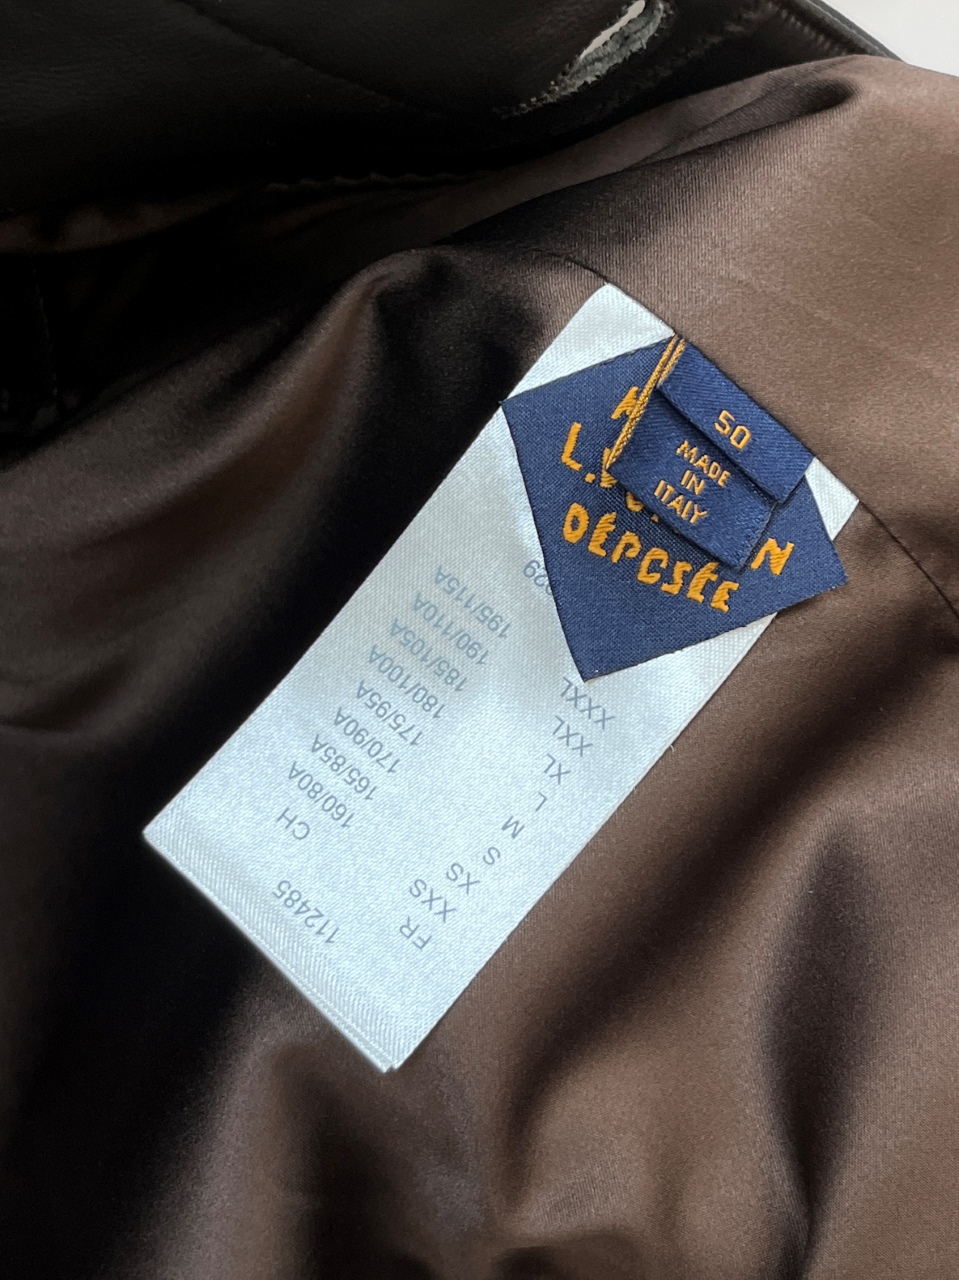 50
MADE
IN
ITALY
DÉPOSÉE
112485
FR CH
XXS 160/80A
XS 165/85A
S 170/90A
M 175/95A
L 180/100A
XL 185/105A
XXL 190/110A
XXXL 195/115A